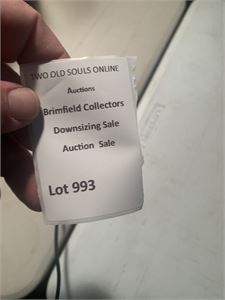 TWO OLD SOULS ONLINE
Auctions
Brimfield Collectors
Downsizing Sale
Auction Sale
Lot 993